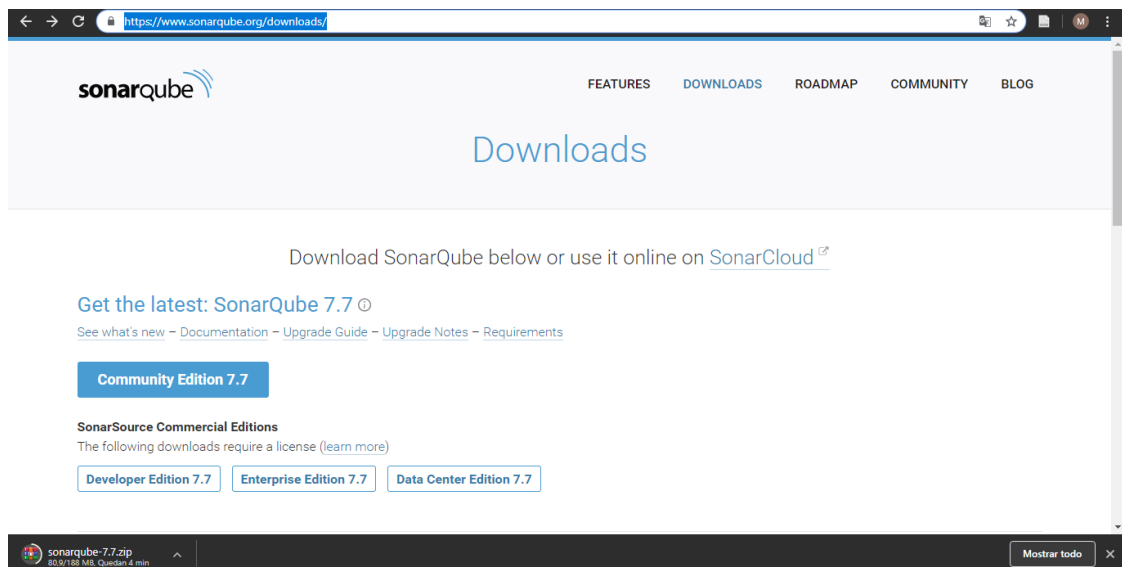 https://www.sonarqube.org/downloads/
M
sonarqube
FEATURES DOWNLOADS ROADMAP COMMUNITY BLOG
Downloads
Download SonarQube below or use it online on SonarCloud
Get the latest: SonarQube 7.7
See what's new – Documentation – Upgrade Guide – Upgrade Notes – Requirements
Community Edition 7.7
SonarSource Commercial Editions
The following downloads require a license (learn more)
Developer Edition 7.7 Enterprise Edition 7.7 Data Center Edition 7.7
sonarqube-7.7.zip
80,9/188 MB, Quedan 4 min
Mostrar todo